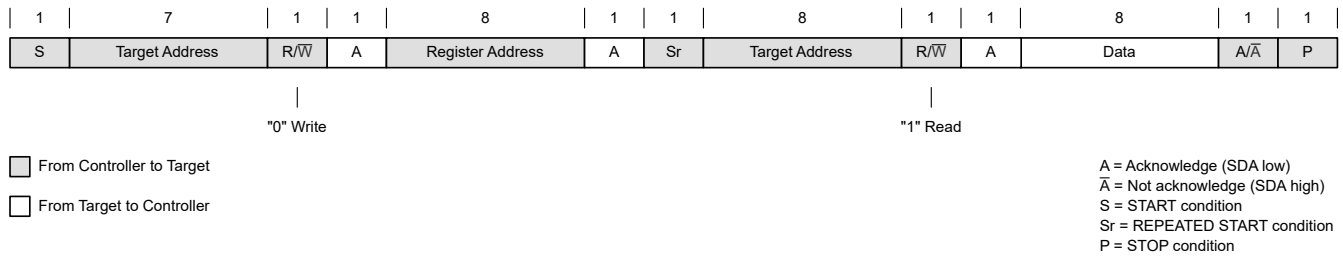 1 7 1 1 8 1 1 8 1 1 8 1 1
S Target Address R/W̅ A Register Address A Sr Target Address R/W̅ A Data A/A̅ P
"0" Write "1" Read
From Controller to Target
From Target to Controller
A = Acknowledge (SDA low)
A̅ = Not acknowledge (SDA high)
S = START condition
Sr = REPEATED START condition
P = STOP condition